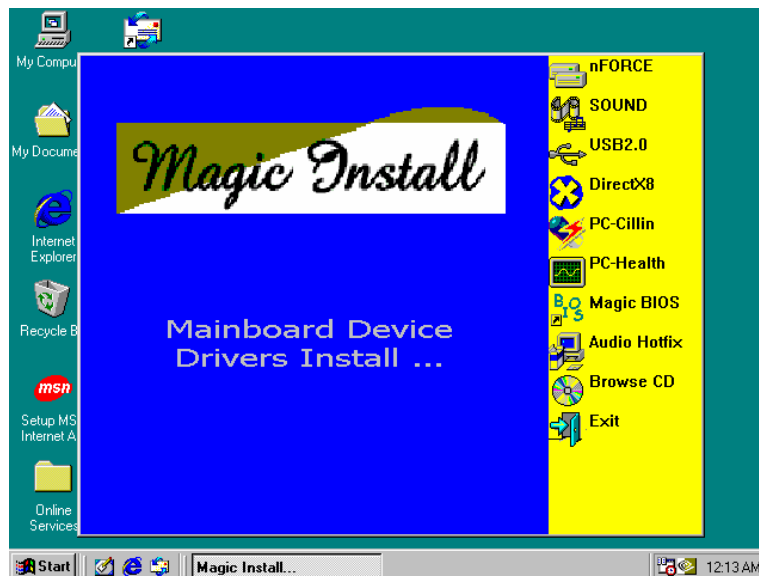 My Compu
My Docume
Internet
Explorer
Recycle B
msn
Setup MS
Internet A
Online
Services
Magic Install
Mainboard Device
Drivers Install ...
nFORCE
SOUND
USB2.0
DirectX8
PC-Cillin
PC-Health
BIOS
Magic BIOS
Audio Hotfix
Browse CD
Exit
Start
Magic Install...
12:13 AM